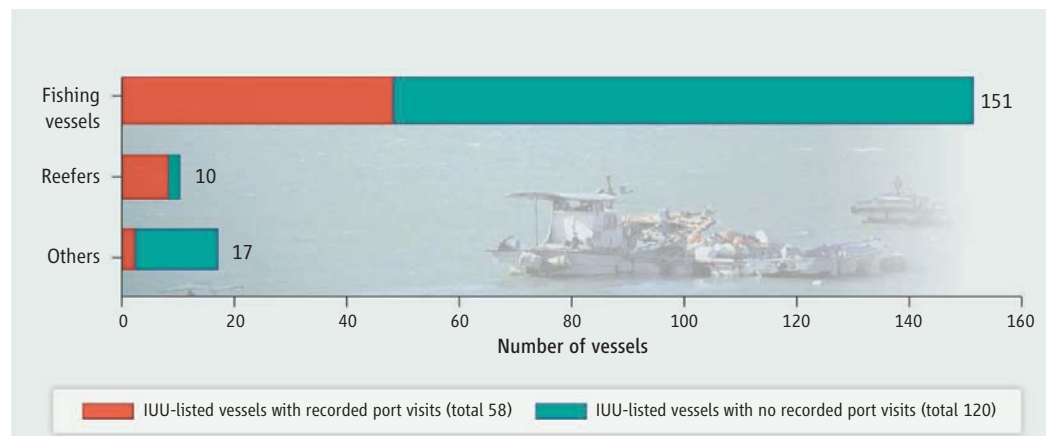 Fishing
vessels
151
Reefers
10
Others
17
0 20 40 60 80 100 120 140 160
Number of vessels
IUU-listed vessels with recorded port visits (total 58) IUU-listed vessels with no recorded port visits (total 120)